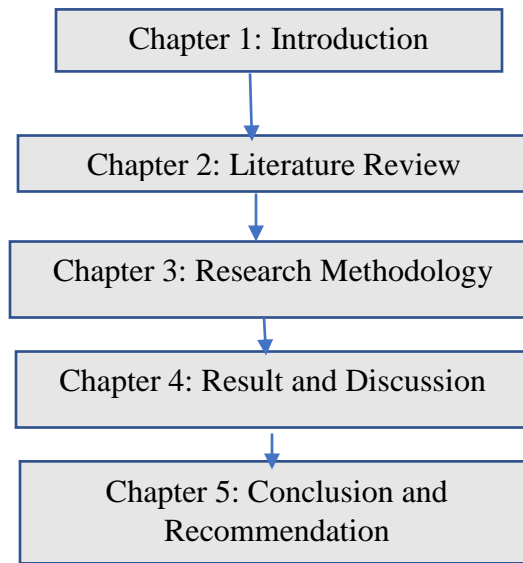 Chapter 1: Introduction
Chapter 2: Literature Review
Chapter 3: Research Methodology
Chapter 4: Result and Discussion
Chapter 5: Conclusion and
Recommendation